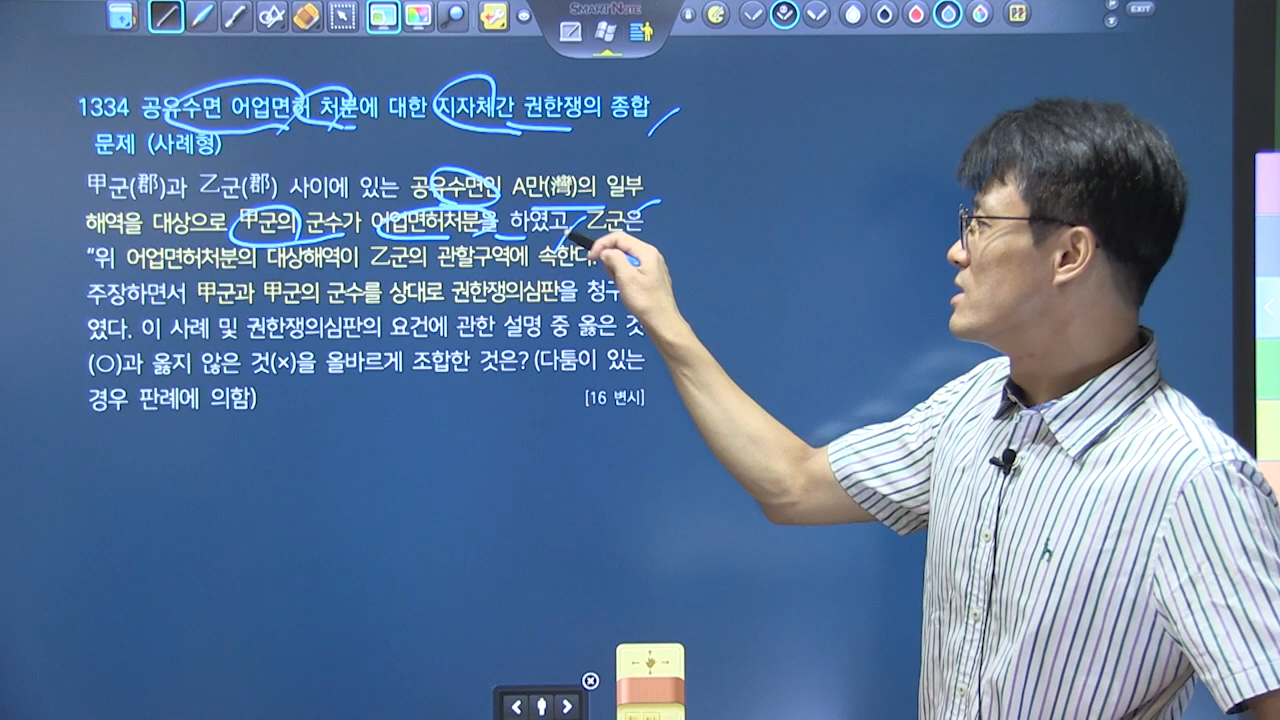 SMARTNOTE
EXIT
1334 공유수면 어업면허 처분에 대한 지자체간 권한쟁의 종합
문제 (사례형)
甲군(郡)과 乙군(郡) 사이에 있는 공유수면인 A만(灣)의 일부
해역을 대상으로 甲군의 군수가 어업면허처분을 하였고, 乙군은
"위 어업면허처분의 대상해역이 乙군의 관할구역에 속한다.
주장하면서 甲군과 甲군의 군수를 상대로 권한쟁의심판을 청구
였다. 이 사례 및 권한쟁의심판의 요건에 관한 설명 중 옳은 것
(○)과 옳지 않은 것(×)을 올바르게 조합한 것은? (다툼이 있는
경우 판례에 의함)
[16 변시]